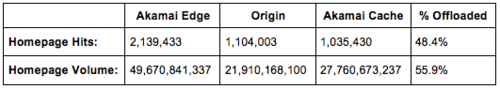 Akamai Edge Origin Akamai Cache % Offloaded
Homepage Hits: 2,139,433 1,104,003 1,035,430 48.4%
Homepage Volume: 49,670,841,337 21,910,168,100 27,760,673,237 55.9%